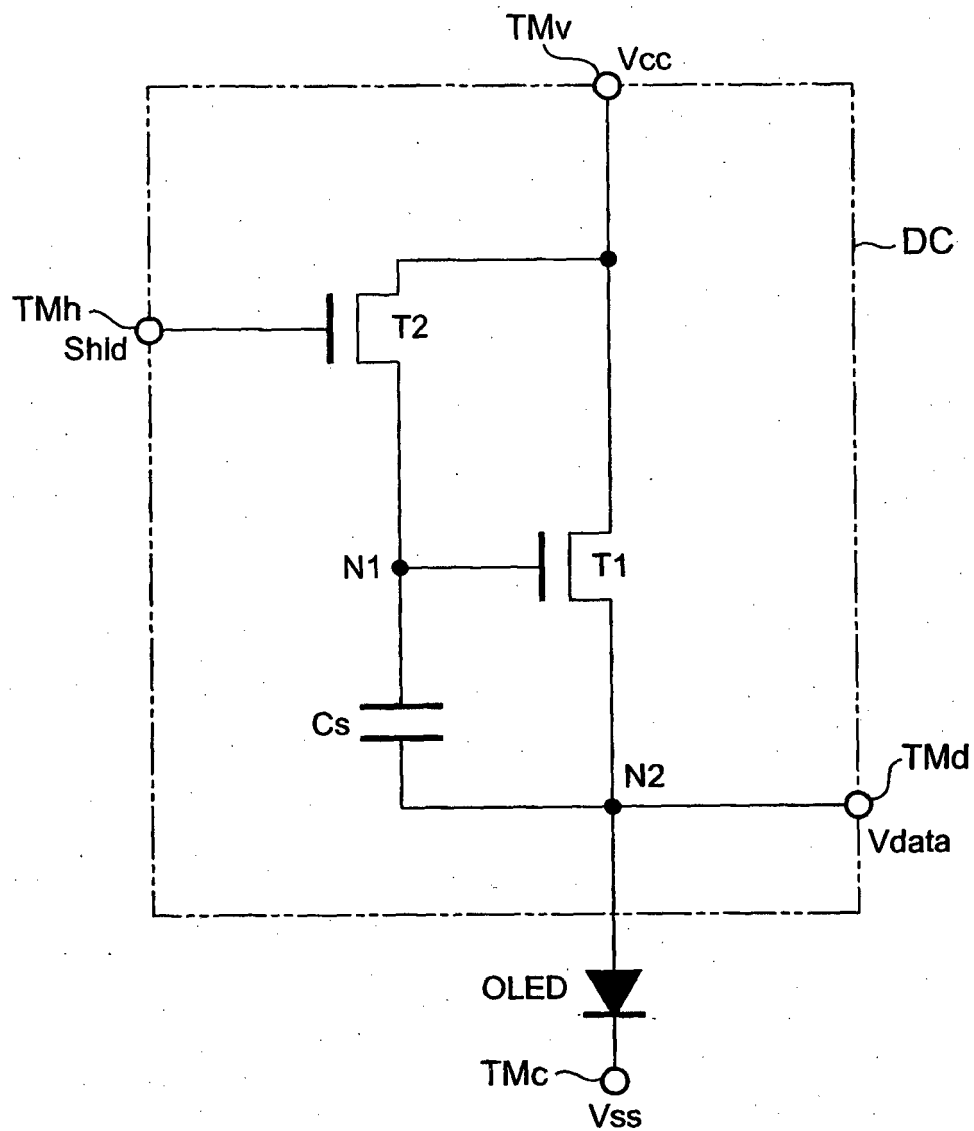 TMv
Vcc
DC
TMh
Shld
T2
N1
T1
Cs
N2
TMd
Vdata
OLED
TMc
Vss